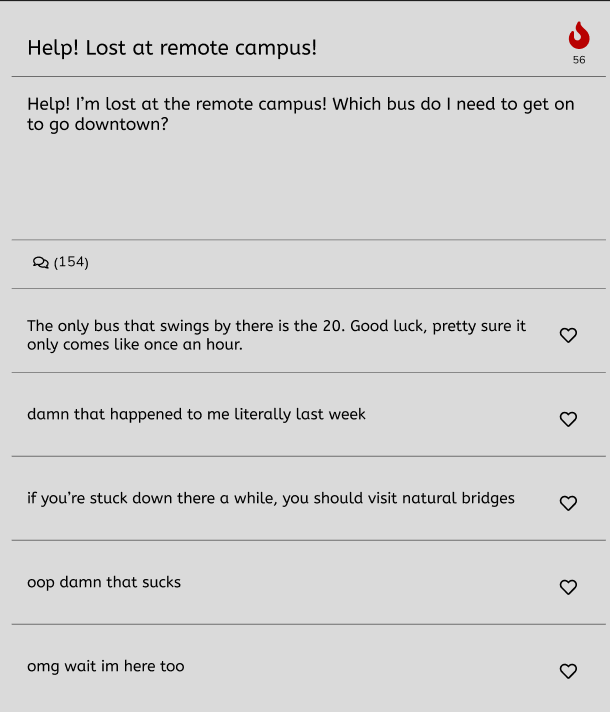 Help! Lost at remote campus!
56
Help! I’m lost at the remote campus! Which bus do I need to get on
to go downtown?
(154)
The only bus that swings by there is the 20. Good luck, pretty sure it
only comes like once an hour.
damn that happened to me literally last week
if you’re stuck down there a while, you should visit natural bridges
oop damn that sucks
omg wait im here too